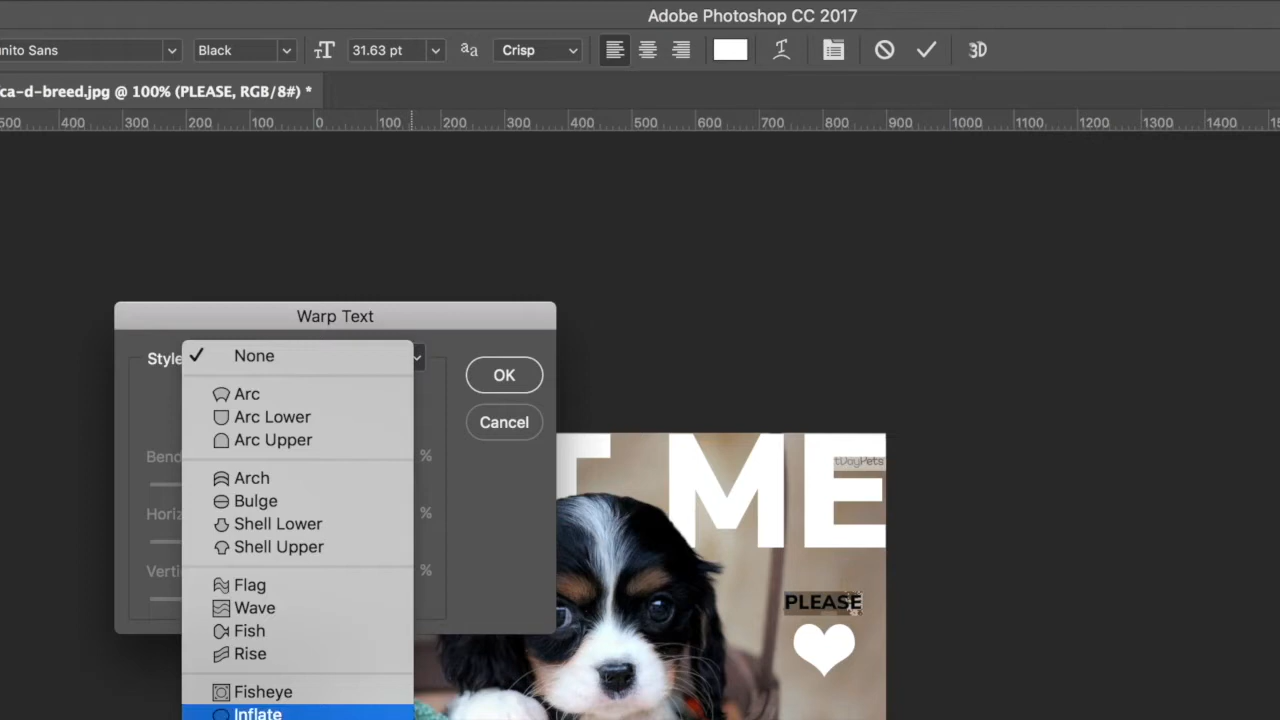 Adobe Photoshop CC 2017
nito Sans Black 31.63 pt Crisp 3D
ca-d-breed.jpg @ 100% (PLEASE, RGB/8#) *
500 400 300 200 100 0 100 200 300 400 500 600 700 800 900 1000 1100 1200 1300 1400
Warp Text
Style
None
Arc
Arc Lower
Arc Upper
Arch
Bulge
Shell Lower
Shell Upper
Flag
Wave
Fish
Rise
Fisheye
Inflate
Bend
%
Horiz
%
Verti
%
OK
Cancel
T ME
tDayPets
PLEASE